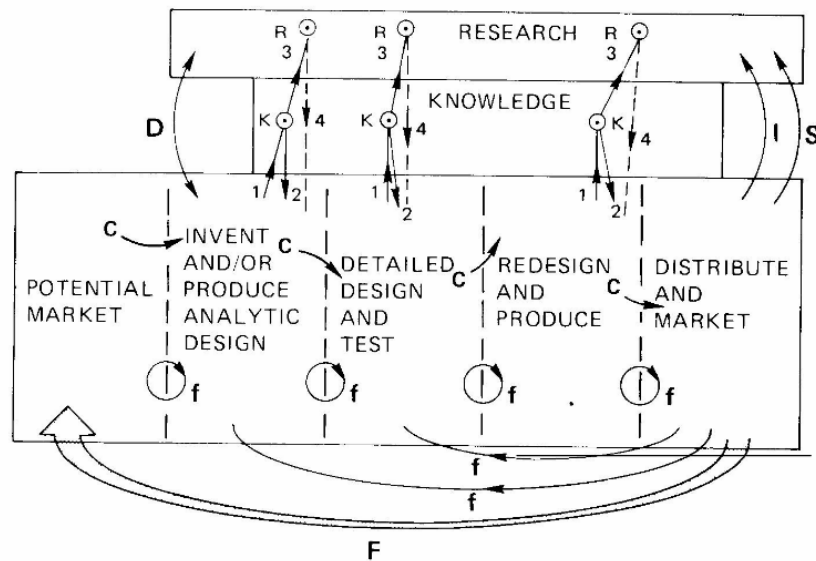 R
3
R
3
RESEARCH
R
3
KNOWLEDGE
D
K
4
K
4
K
4
I
S
1
2
1
2
1
2
C
INVENT
AND/OR
PRODUCE
ANALYTIC
DESIGN
C
DETAILED
DESIGN
AND
TEST
C
REDESIGN
AND
PRODUCE
C
DISTRIBUTE
AND
MARKET
POTENTIAL
MARKET
f
f
f
f
f
f
F